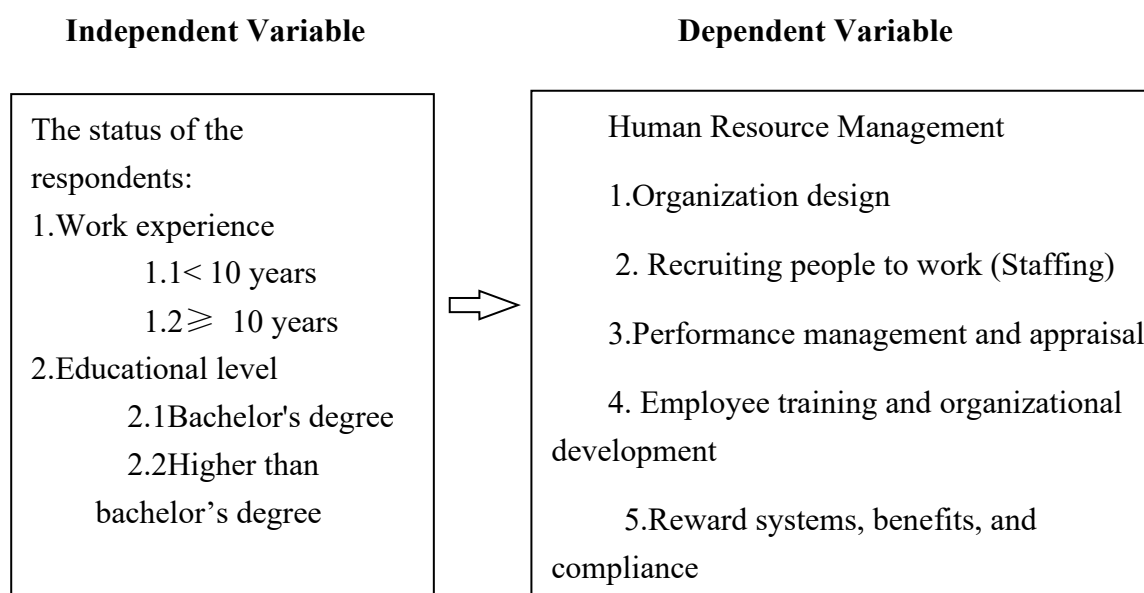 Independent Variable
Dependent Variable
The status of the
respondents:
1.Work experience
1.1< 10 years
1.2≥ 10 years
2.Educational level
2.1Bachelor's degree
2.2Higher than
bachelor’s degree
Human Resource Management
1.Organization design
2. Recruiting people to work (Staffing)
3.Performance management and appraisal
4. Employee training and organizational
development
5.Reward systems, benefits, and
compliance